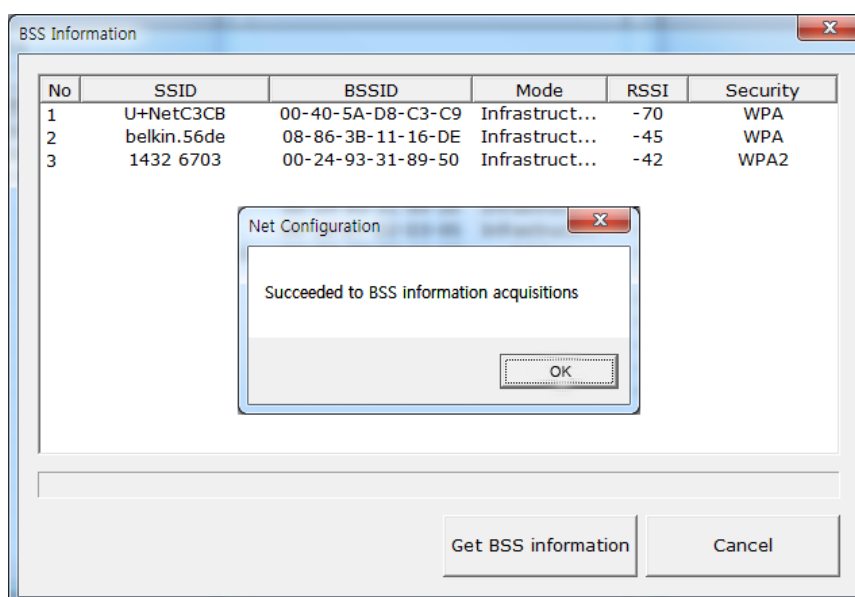 BSS Information
No SSID BSSID Mode RSSI Security
1 U+NetC3CB 00-40-5A-D8-C3-C9 Infrastruct... -70 WPA
2 belkin.56de 08-86-3B-11-16-DE Infrastruct... -45 WPA
3 1432 6703 00-24-93-31-89-50 Infrastruct... -42 WPA2
Net Configuration
Succeeded to BSS information acquisitions
OK
Get BSS information Cancel